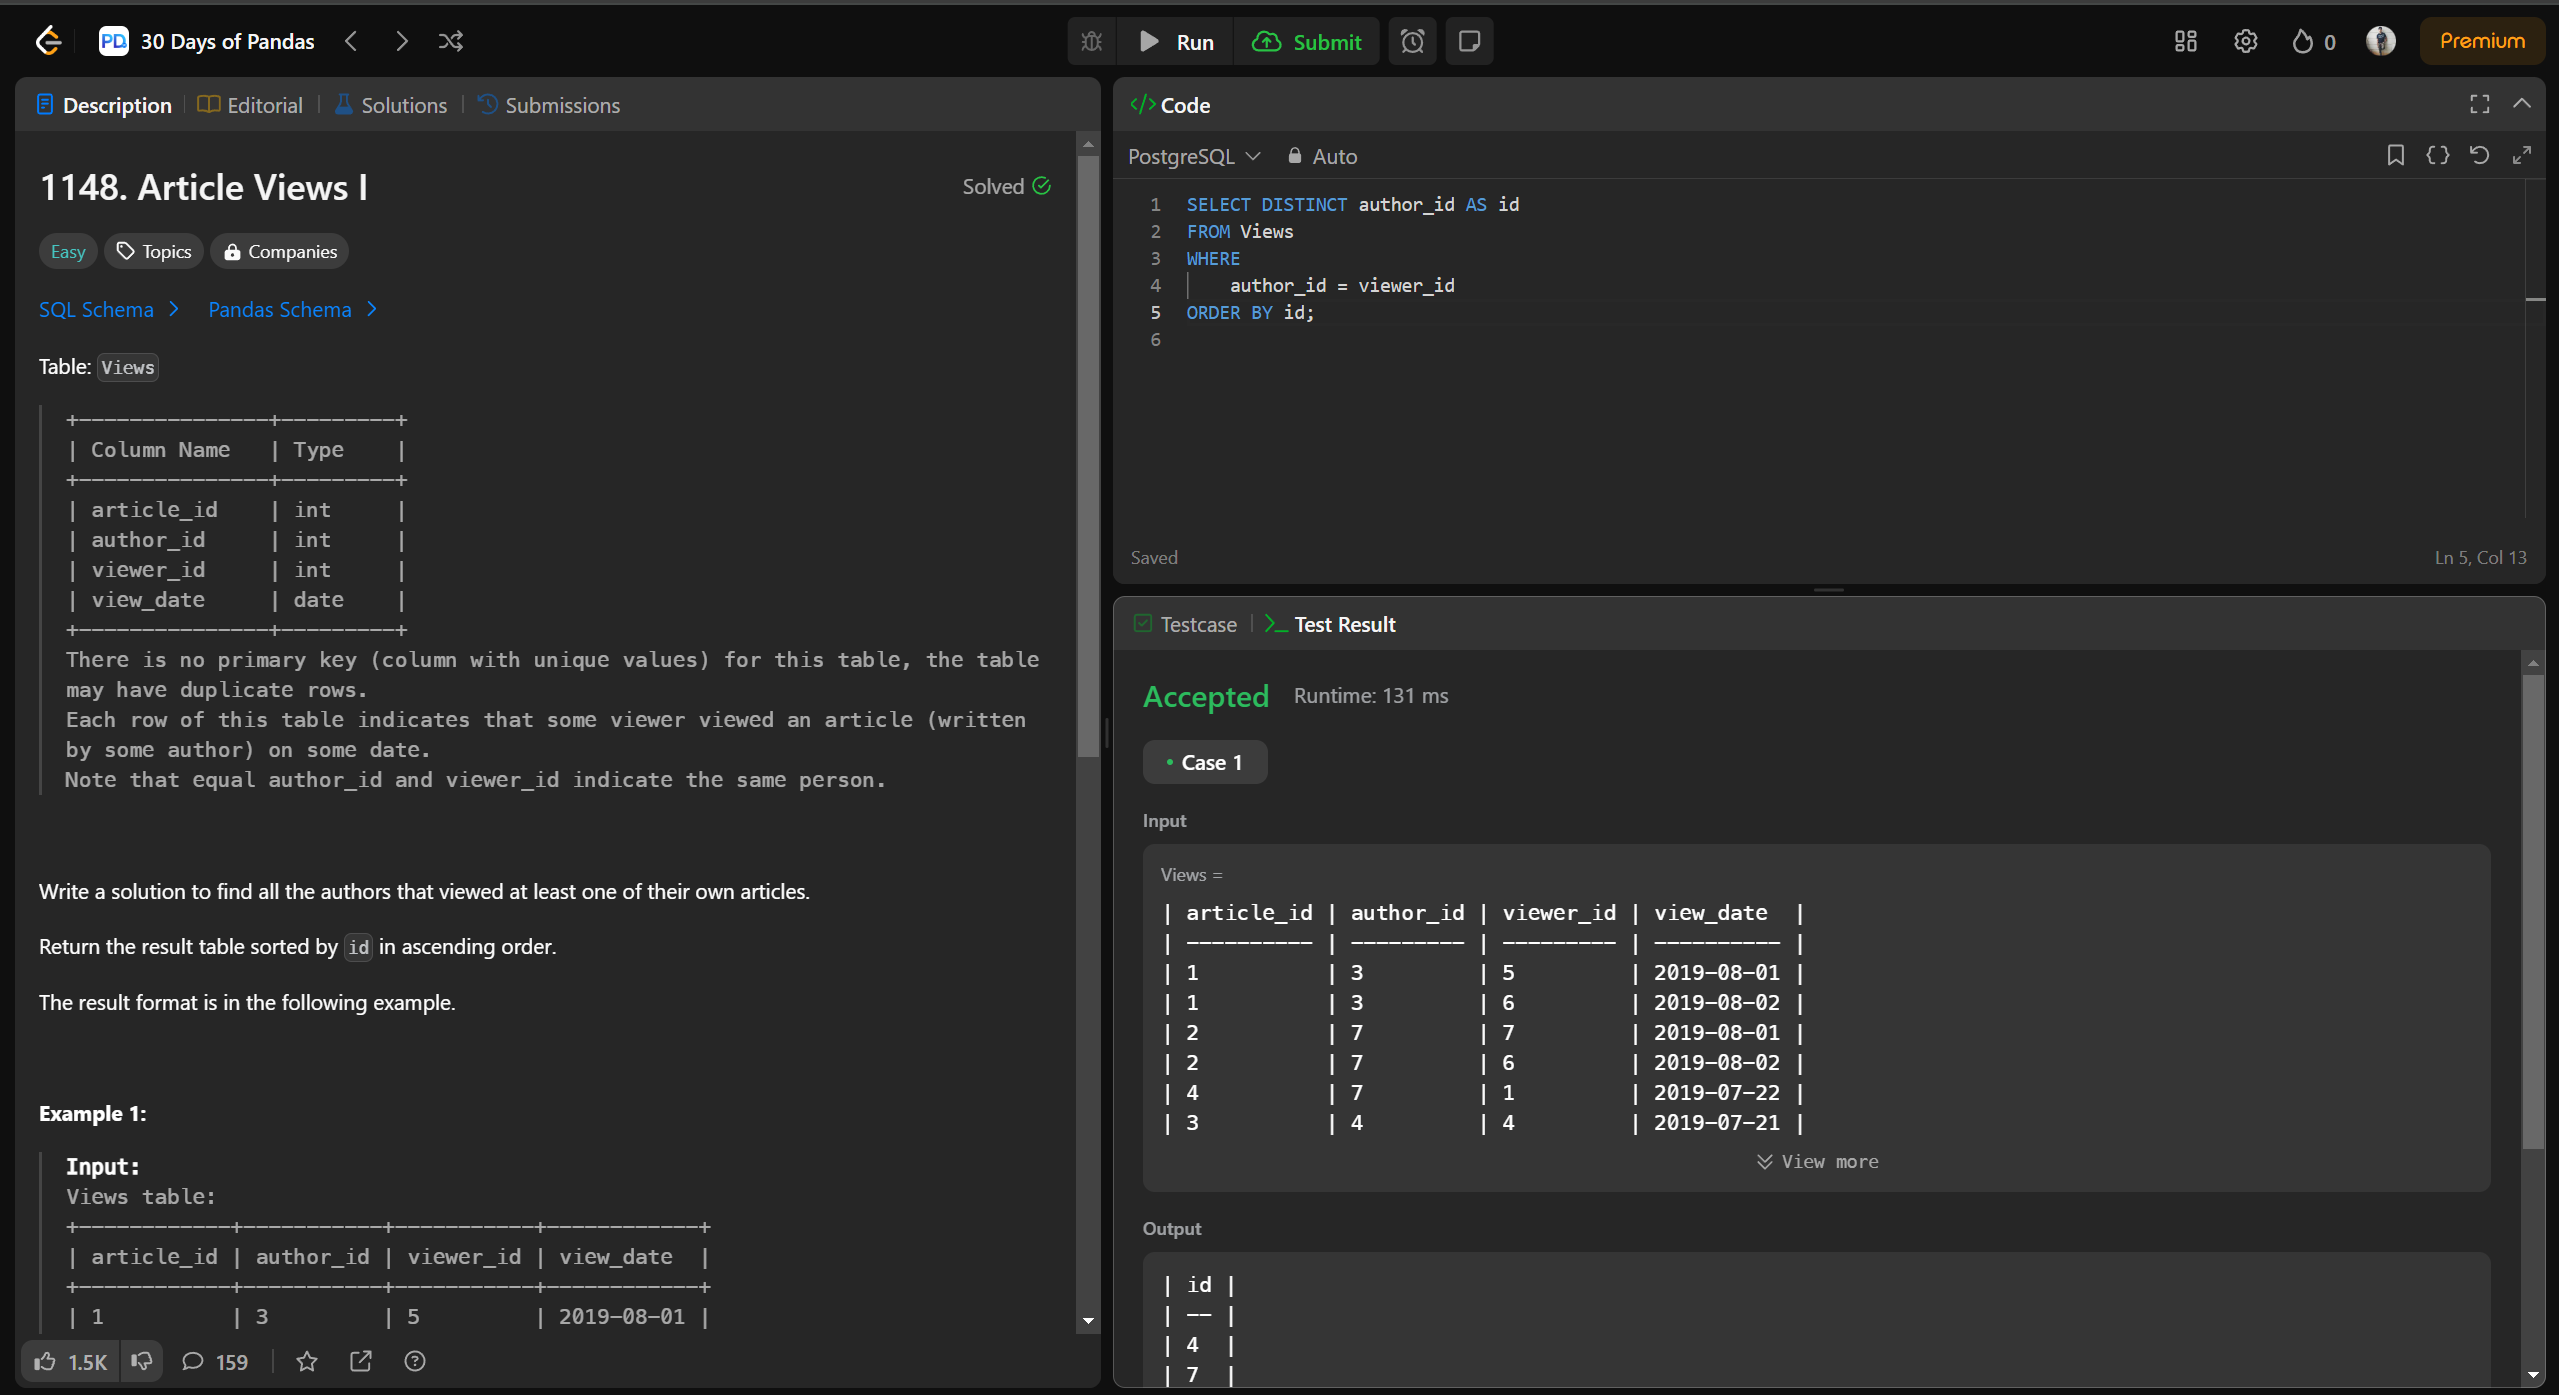 PD 30 Days of Pandas
Run
Submit
0
Premium
Description
Editorial
Solutions
Submissions
1148. Article Views I
Solved
Easy
Topics
Companies
SQL Schema
Pandas Schema
Table: Views
+---------------+---------+
| Column Name   | Type    |
+---------------+---------+
| article_id    | int     |
| author_id     | int     |
| viewer_id     | int     |
| view_date     | date    |
+---------------+---------+
There is no primary key (column with unique values) for this table, the table
may have duplicate rows.
Each row of this table indicates that some viewer viewed an article (written
by some author) on some date.
Note that equal author_id and viewer_id indicate the same person.
Write a solution to find all the authors that viewed at least one of their own articles.
Return the result table sorted by id in ascending order.
The result format is in the following example.
Example 1:
Input:
Views table:
+------------+-----------+-----------+------------+
| article_id | author_id | viewer_id | view_date  |
+------------+-----------+-----------+------------+
| 1          | 3         | 5         | 2019-08-01 |
1.5K
159
</> Code
PostgreSQL
Auto
1 SELECT DISTINCT author_id AS id
2 FROM Views
3 WHERE
4     author_id = viewer_id
5 ORDER BY id;
6
Saved
Ln 5, Col 13
Testcase
Test Result
Accepted
Runtime: 131 ms
• Case 1
Input
Views =
| article_id | author_id | viewer_id | view_date  |
| ---------- | --------- | --------- | ---------- |
| 1          | 3         | 5         | 2019-08-01 |
| 1          | 3         | 6         | 2019-08-02 |
| 2          | 7         | 7         | 2019-08-01 |
| 2          | 7         | 6         | 2019-08-02 |
| 4          | 7         | 1         | 2019-07-22 |
| 3          | 4         | 4         | 2019-07-21 |
View more
Output
| id |
| -- |
| 4  |
| 7  |